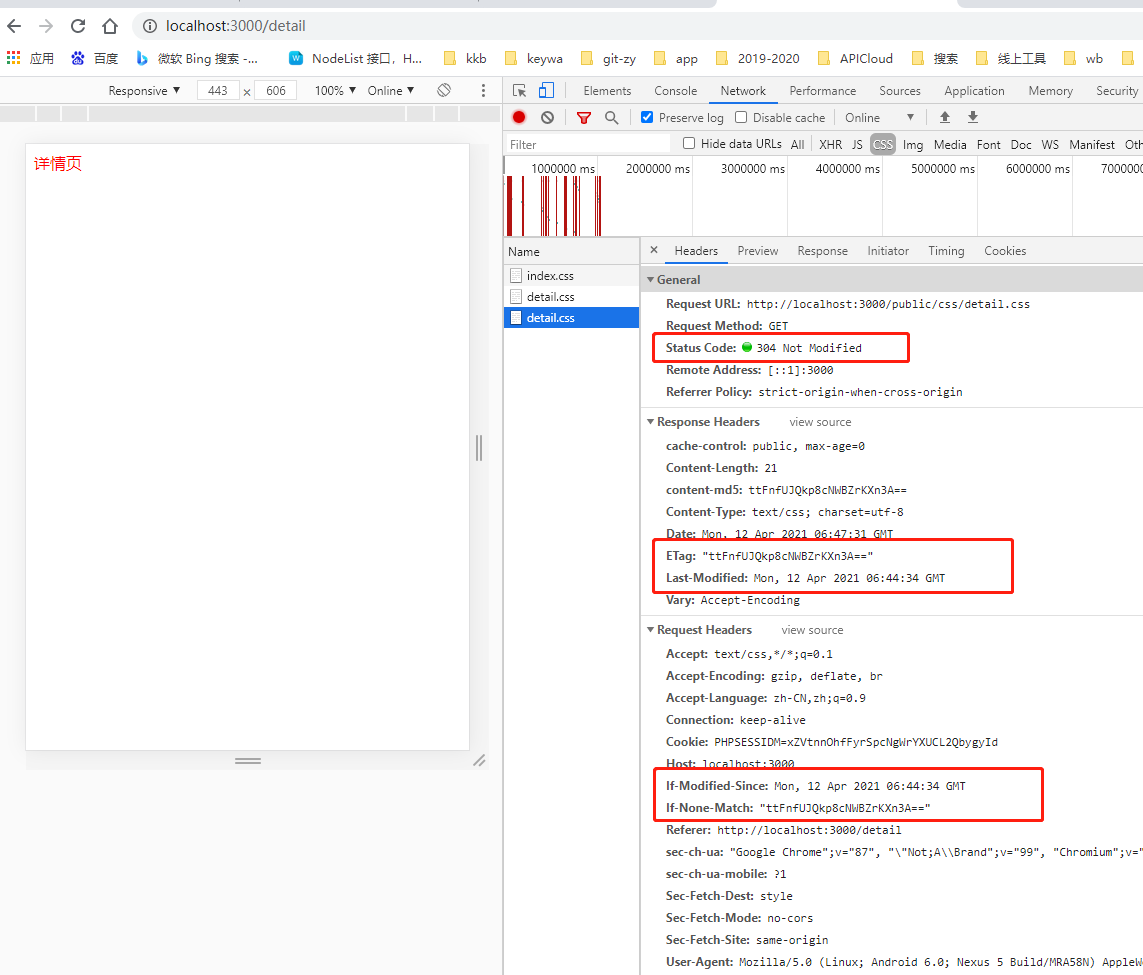 localhost:3000/detail
应用 百度 微软 Bing 搜索 -... NodeList 接口，H... kkb keywa git-zy app 2019-2020 APICloud 搜索 线上工具 wb
Responsive ▼ 443 × 606 100% ▼ Online ▼
Elements Console Network Performance Sources Application Memory Security
Preserve log Disable cache Online ▼
Filter Hide data URLs All XHR JS CSS Img Media Font Doc WS Manifest Oth
1000000 ms 2000000 ms 3000000 ms 4000000 ms 5000000 ms 6000000 ms 7000000
详情页
Name
index.css
detail.css
detail.css
× Headers Preview Response Initiator Timing Cookies
General
Request URL: http://localhost:3000/public/css/detail.css
Request Method: GET
Status Code: 304 Not Modified
Remote Address: [::1]:3000
Referrer Policy: strict-origin-when-cross-origin
Response Headers view source
cache-control: public, max-age=0
Content-Length: 21
content-md5: ttFnfUJQkp8cNWBZrKXn3A==
Content-Type: text/css; charset=utf-8
Date: Mon, 12 Apr 2021 06:47:31 GMT
ETag: "ttFnfUJQkp8cNWBZrKXn3A=="
Last-Modified: Mon, 12 Apr 2021 06:44:34 GMT
Vary: Accept-Encoding
Request Headers view source
Accept: text/css,*/*;q=0.1
Accept-Encoding: gzip, deflate, br
Accept-Language: zh-CN,zh;q=0.9
Connection: keep-alive
Cookie: PHPSESSIDM=xZVtnnOhfFyrSpcNgWrYXUCL2QbygyId
Host: localhost:3000
If-Modified-Since: Mon, 12 Apr 2021 06:44:34 GMT
If-None-Match: "ttFnfUJQkp8cNWBZrKXn3A=="
Referer: http://localhost:3000/detail
sec-ch-ua: "Google Chrome";v="87", "\"Not;A\\Brand";v="99", "Chromium";v="
sec-ch-ua-mobile: ?1
Sec-Fetch-Dest: style
Sec-Fetch-Mode: no-cors
Sec-Fetch-Site: same-origin
User-Agent: Mozilla/5.0 (Linux; Android 6.0; Nexus 5 Build/MRA58N) AppleW